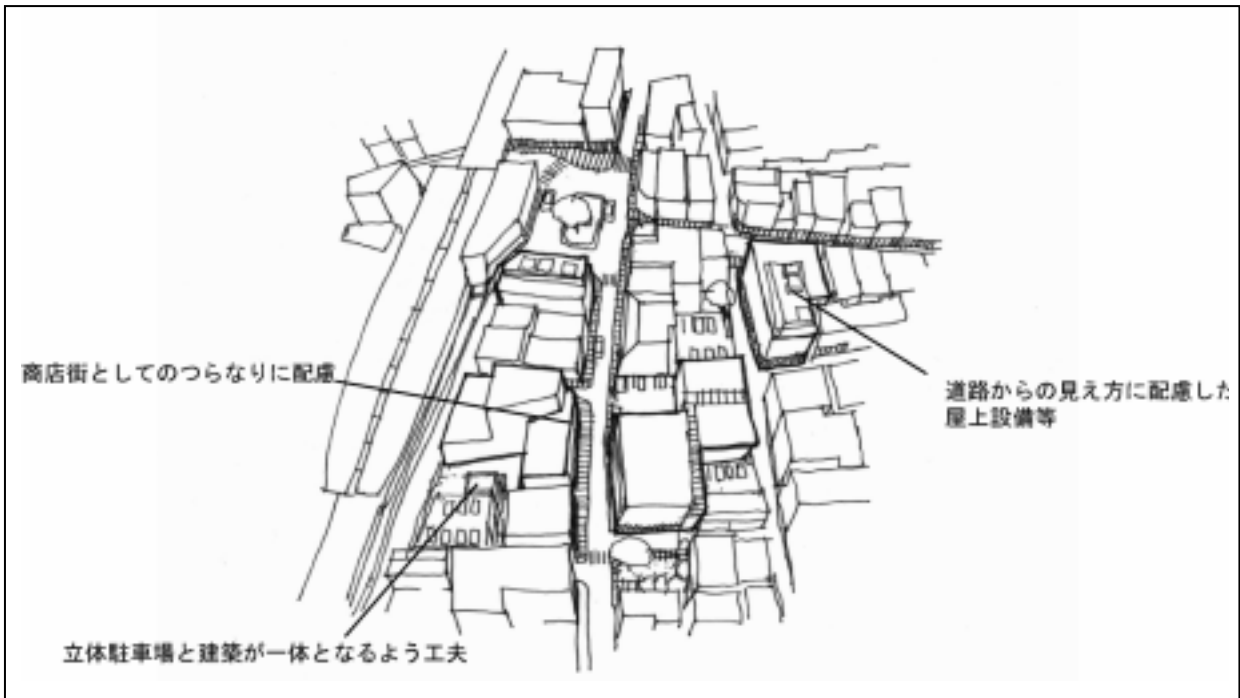 商店街としてのつらなりに配慮
道路からの見え方に配慮した
屋上設備等
立体駐車場と建築が一体となるよう工夫